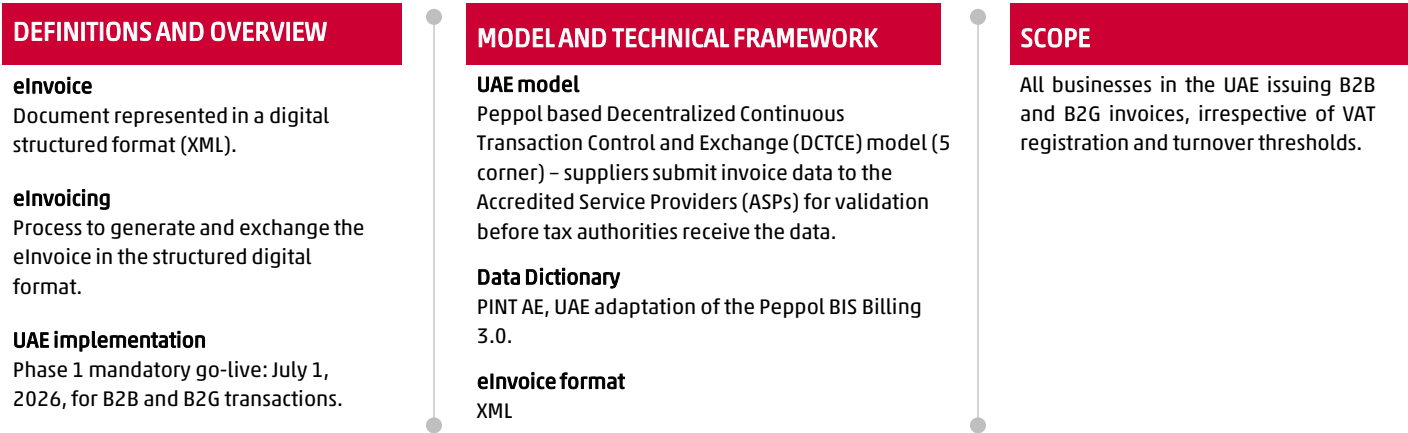 DEFINITIONS AND OVERVIEW
eInvoice
Document represented in a digital
structured format (XML).
eInvoicing
Process to generate and exchange the
eInvoice in the structured digital
format.
UAE implementation
Phase 1 mandatory go-live: July 1,
2026, for B2B and B2G transactions.
MODEL AND TECHNICAL FRAMEWORK
UAE model
Peppol based Decentralized Continuous
Transaction Control and Exchange (DCTCE) model (5
corner) – suppliers submit invoice data to the
Accredited Service Providers (ASPs) for validation
before tax authorities receive the data.
Data Dictionary
PINT AE, UAE adaptation of the Peppol BIS Billing
3.0.
eInvoice format
XML
SCOPE
All businesses in the UAE issuing B2B
and B2G invoices, irrespective of VAT
registration and turnover thresholds.